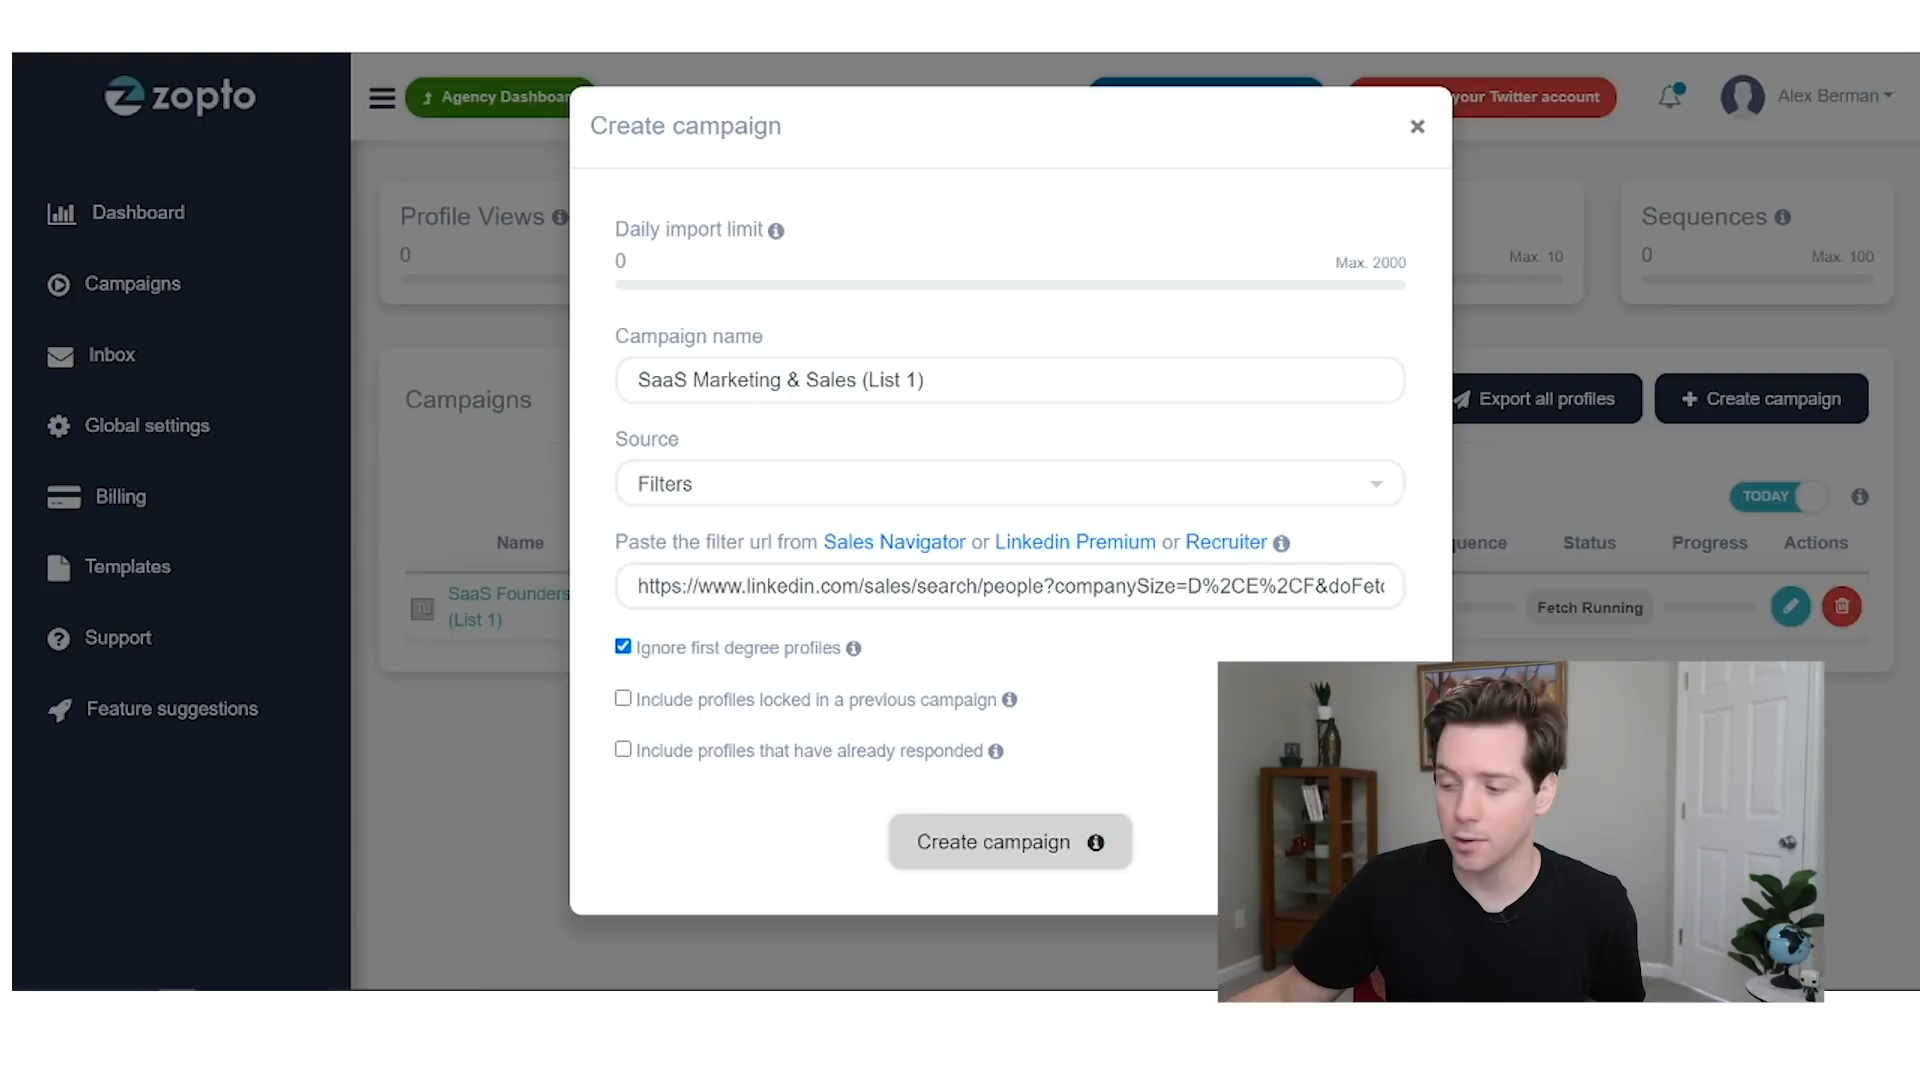 zopto
Agency Dashboar
your Twitter account
Alex Berman
Create campaign
Dashboard
Campaigns
Inbox
Global settings
Billing
Templates
Support
Feature suggestions
Profile Views
0
Max. 10
Sequences
0
Max. 100
Daily import limit
0
Max. 2000
Campaign name
SaaS Marketing & Sales (List 1)
Source
Filters
Paste the filter url from Sales Navigator or Linkedin Premium or Recruiter
https://www.linkedin.com/sales/search/people?companySize=D%2CE%2CF&doFetc
Ignore first degree profiles
Include profiles locked in a previous campaign
Include profiles that have already responded
Create campaign
Campaigns
Export all profiles
Create campaign
TODAY
Name
quence
Status
Progress
Actions
SaaS Founders
(List 1)
Fetch Running